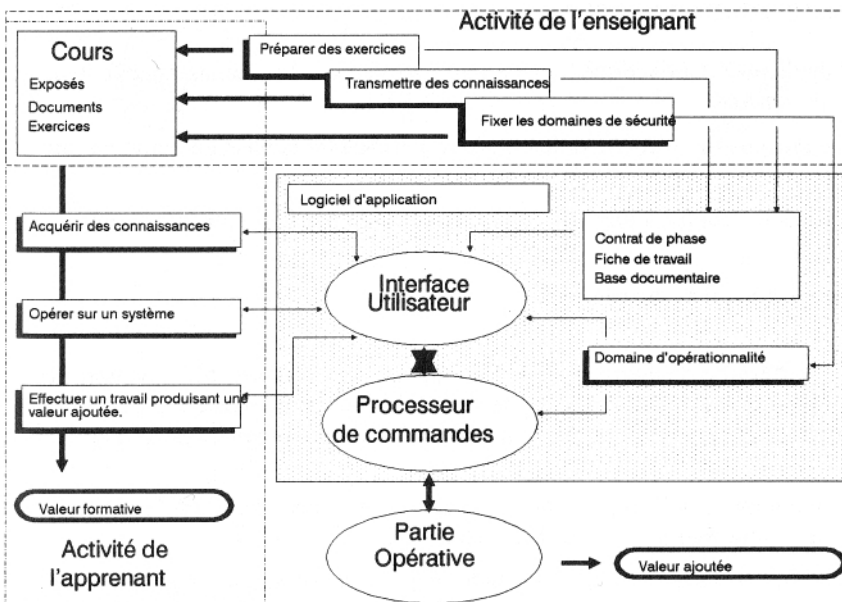 Activité de l'enseignant
Cours
Exposés
Documents
Exercices
Préparer des exercices
Transmettre des connaissances
Fixer les domaines de sécurité
Logiciel d'application
Acquérir des connaissances
Contrat de phase
Fiche de travail
Base documentaire
Interface
Utilisateur
Opérer sur un système
Domaine d'opérationnalité
Effectuer un travail produisant une
valeur ajoutée.
Processeur
de commandes
Valeur formative
Partie
Opérative
Activité de
l'apprenant
Valeur ajoutée